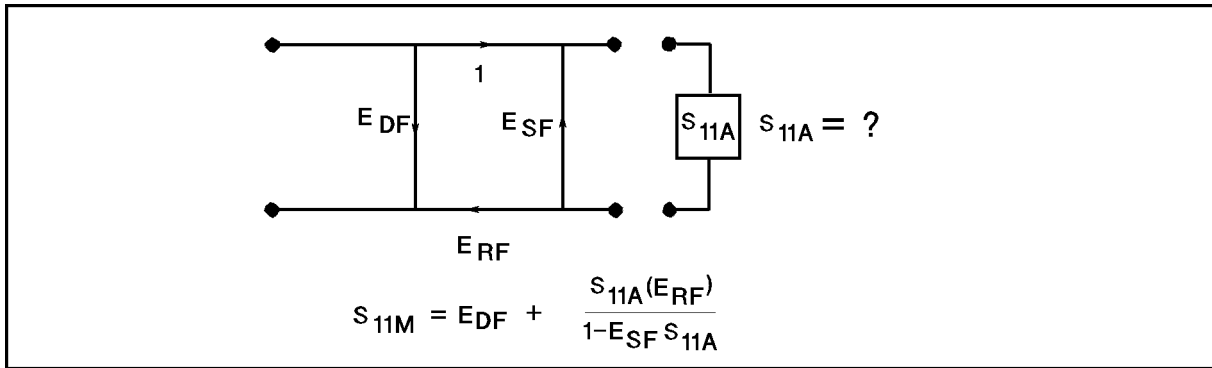 1
E DF
E SF
S 11A
S 11A = ?
E RF
S 11M = E DF + S 11A (E RF) / 1-E SF S 11A